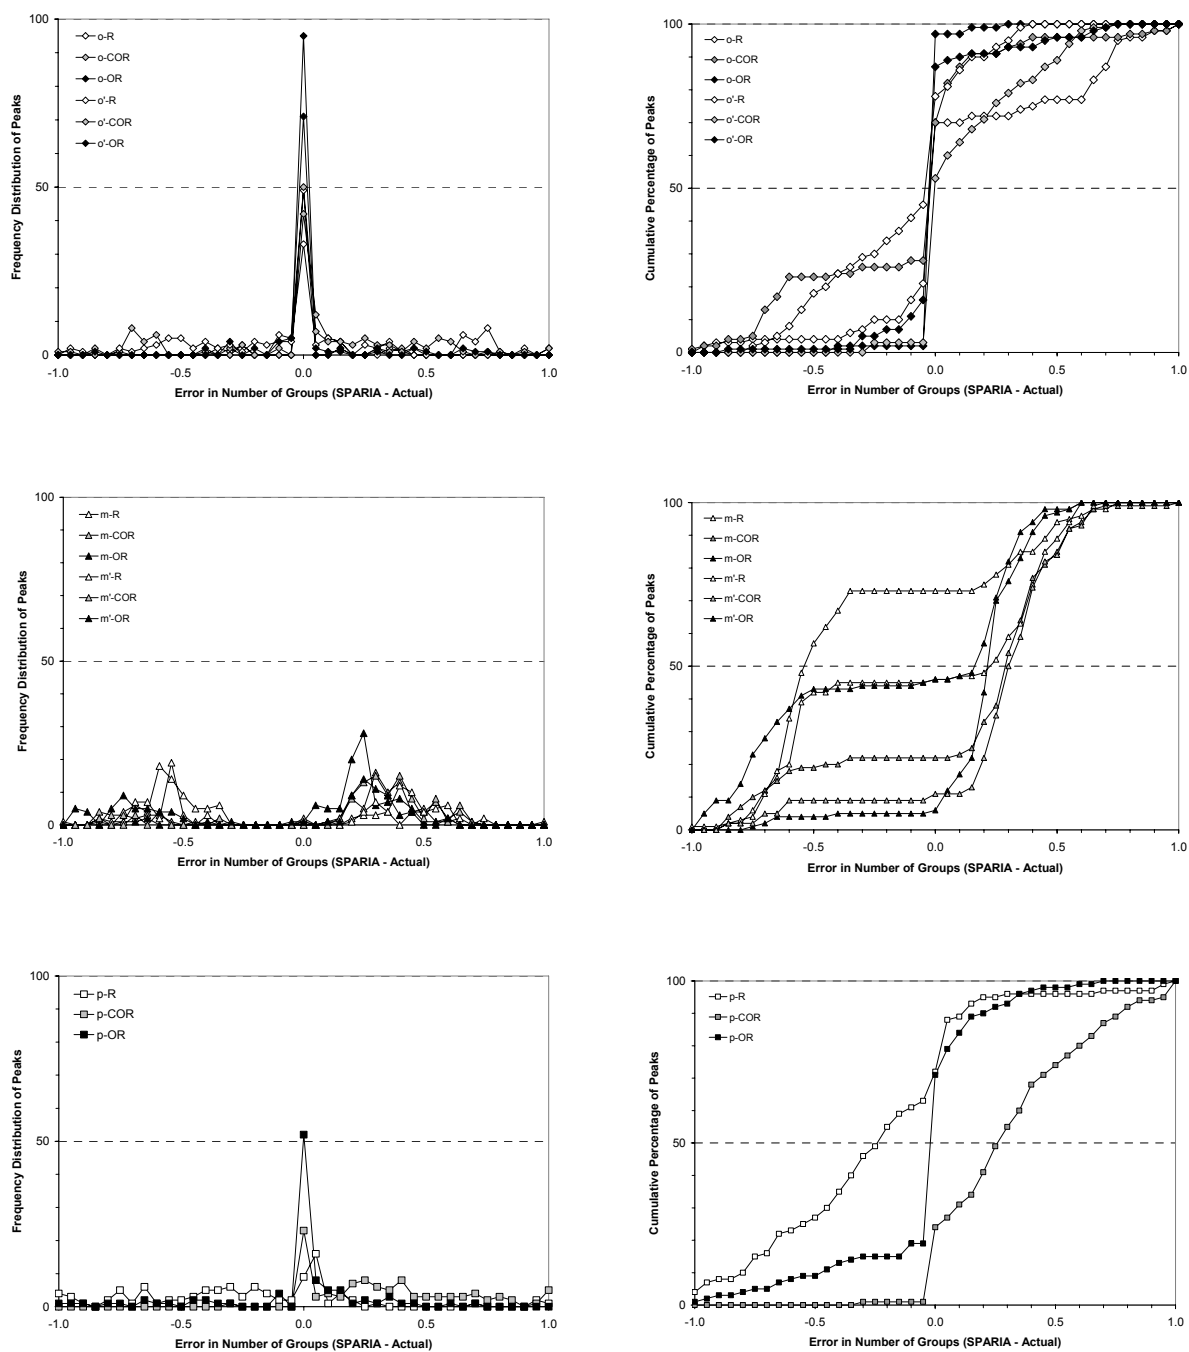 100
50
0
-1.0 -0.5 0.0 0.5 1.0
Error in Number of Groups (SPARIA - Actual)
Frequency Distribution of Peaks
o-R
o-COR
o-OR
o'-R
o'-COR
o'-OR
100
50
0
-1.0 -0.5 0.0 0.5 1.0
Error in Number of Groups (SPARIA - Actual)
Cumulative Percentage of Peaks
o-R
o-COR
o-OR
o'-R
o'-COR
o'-OR
100
50
0
-1.0 -0.5 0.0 0.5 1.0
Error in Number of Groups (SPARIA - Actual)
Frequency Distribution of Peaks
m-R
m-COR
m-OR
m'-R
m'-COR
m'-OR
100
50
0
-1.0 -0.5 0.0 0.5 1.0
Error in Number of Groups (SPARIA - Actual)
Cumulative Percentage of Peaks
m-R
m-COR
m-OR
m'-R
m'-COR
m'-OR
100
50
0
-1.0 -0.5 0.0 0.5 1.0
Error in Number of Groups (SPARIA - Actual)
Frequency Distribution of Peaks
p-R
p-COR
p-OR
100
50
0
-1.0 -0.5 0.0 0.5 1.0
Error in Number of Groups (SPARIA - Actual)
Cumulative Percentage of Peaks
p-R
p-COR
p-OR